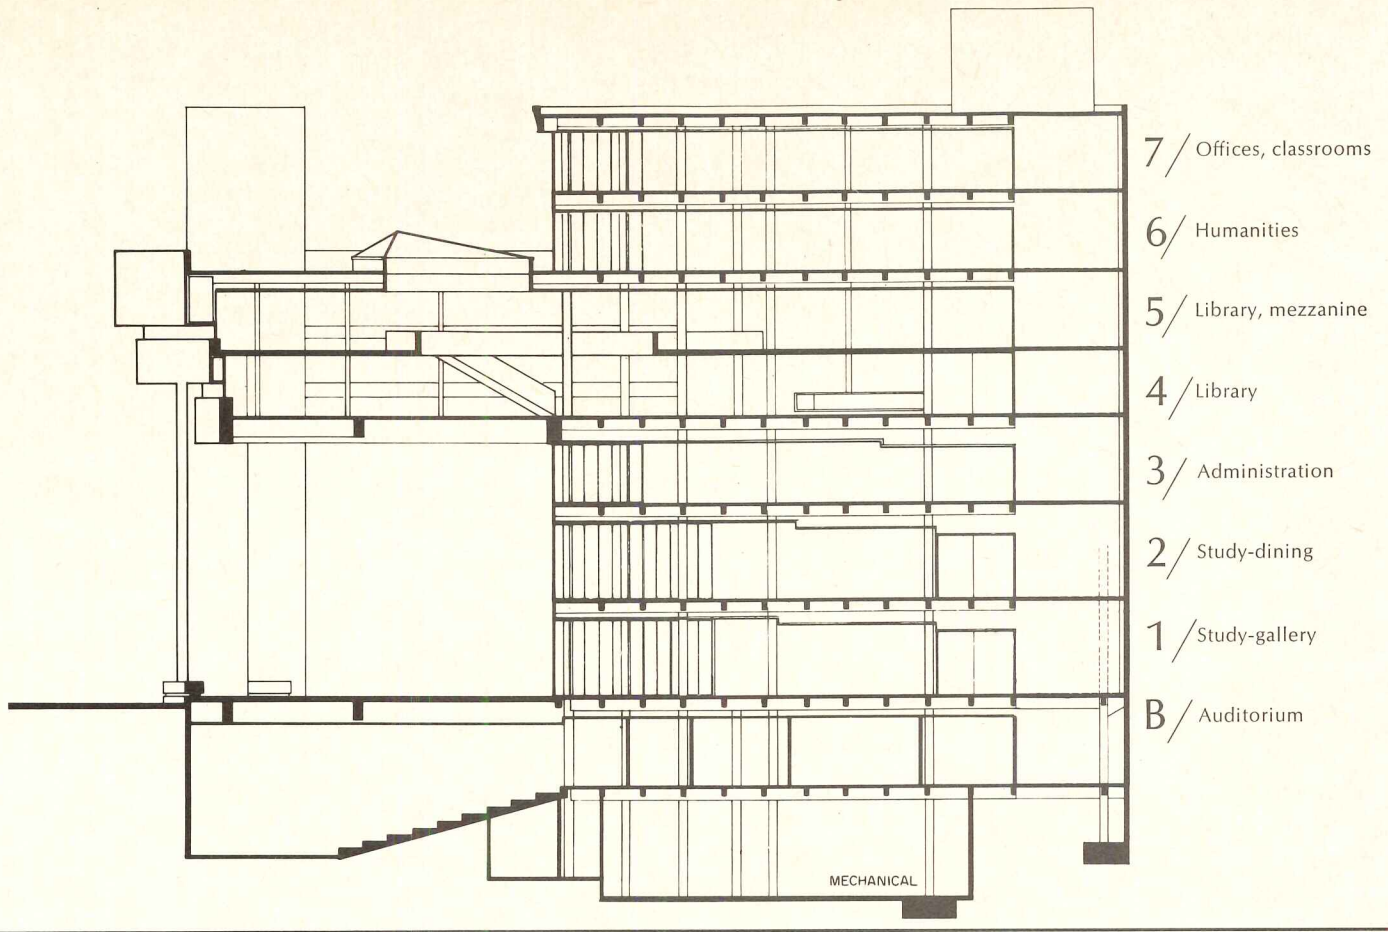 7 / Offices, classrooms
6 / Humanities
5 / Library, mezzanine
4 / Library
3 / Administration
2 / Study-dining
1 / Study-gallery
B / Auditorium
MECHANICAL